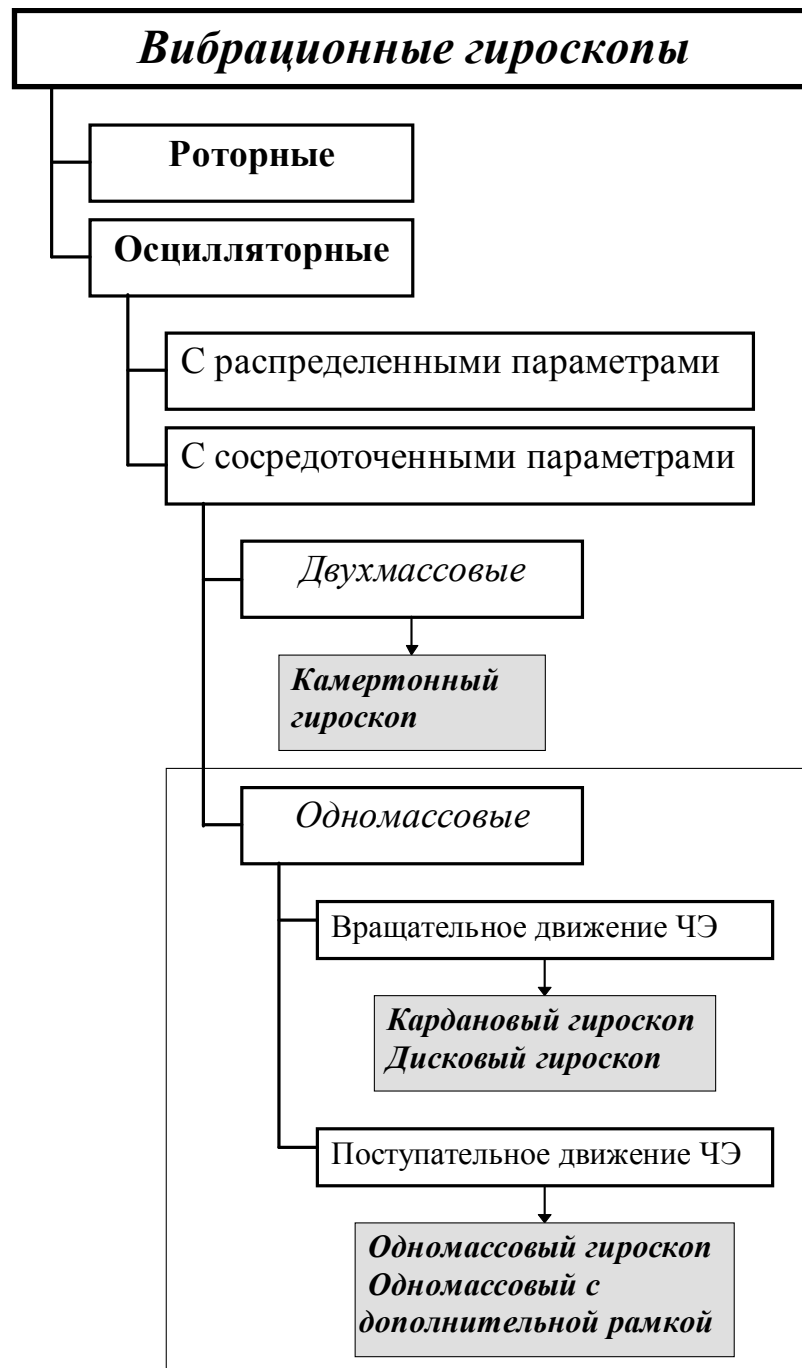 Вибрационные гироскопы
Роторные
Осцилляторные
С распределенными параметрами
С сосредоточенными параметрами
Двухмассовые
Камертонный
гироскоп
Одномассовые
Вращательное движение ЧЭ
Кардановый гироскоп
Дисковый гироскоп
Поступательное движение ЧЭ
Одномассовый гироскоп
Одномассовый с
дополнительной рамкой